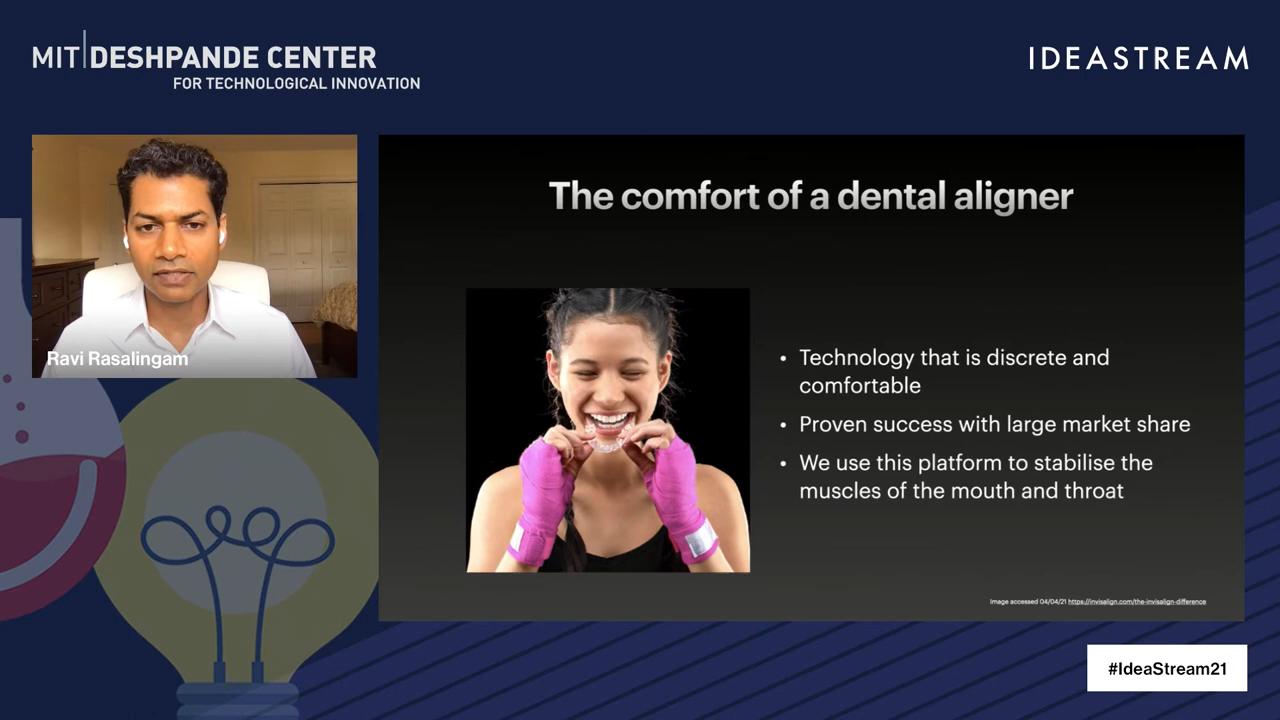 MIT DESHPANDE CENTER
FOR TECHNOLOGICAL INNOVATION
IDEASTREAM
Ravi Rasalingam
The comfort of a dental aligner
• Technology that is discrete and
comfortable
• Proven success with large market share
• We use this platform to stabilise the
muscles of the mouth and throat
Image accessed 04/04/21 https://invisalign.com/the-invisalign-difference
#IdeaStream21